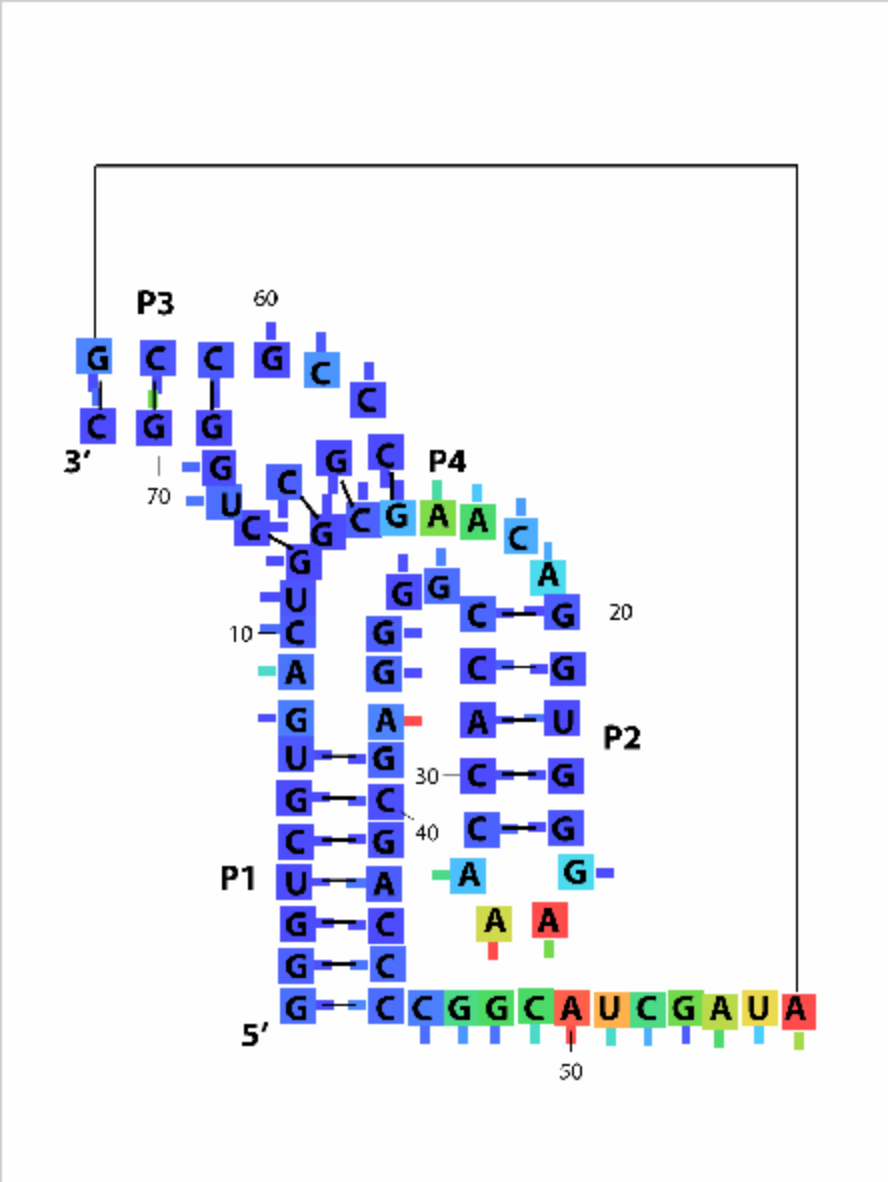 P3 60
G C C G C
C
C G G
3′ G C G C P4
70 U C G C G A A C
G A
U G G C G 20
10 C G
A G C G
G A A U P2
U G 30 C G
G C
C G 40 C G
P1 U A A G
G C A A
G C
5′ G C C G G C A U C G A U A
50